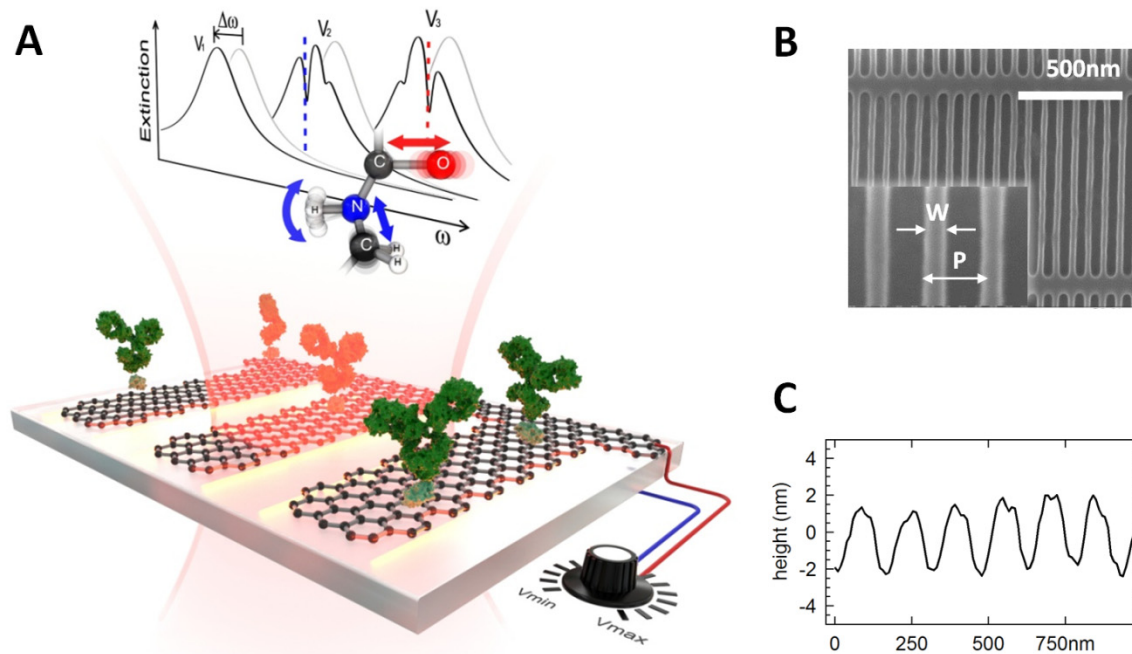 A
Extinction
V1
Δω
V2
V3
C
O
N
H
C
H
H
ω
Vmin
Vmax
B
500nm
W
P
C
height (nm)
4
2
0
-2
-4
0
250
500
750nm